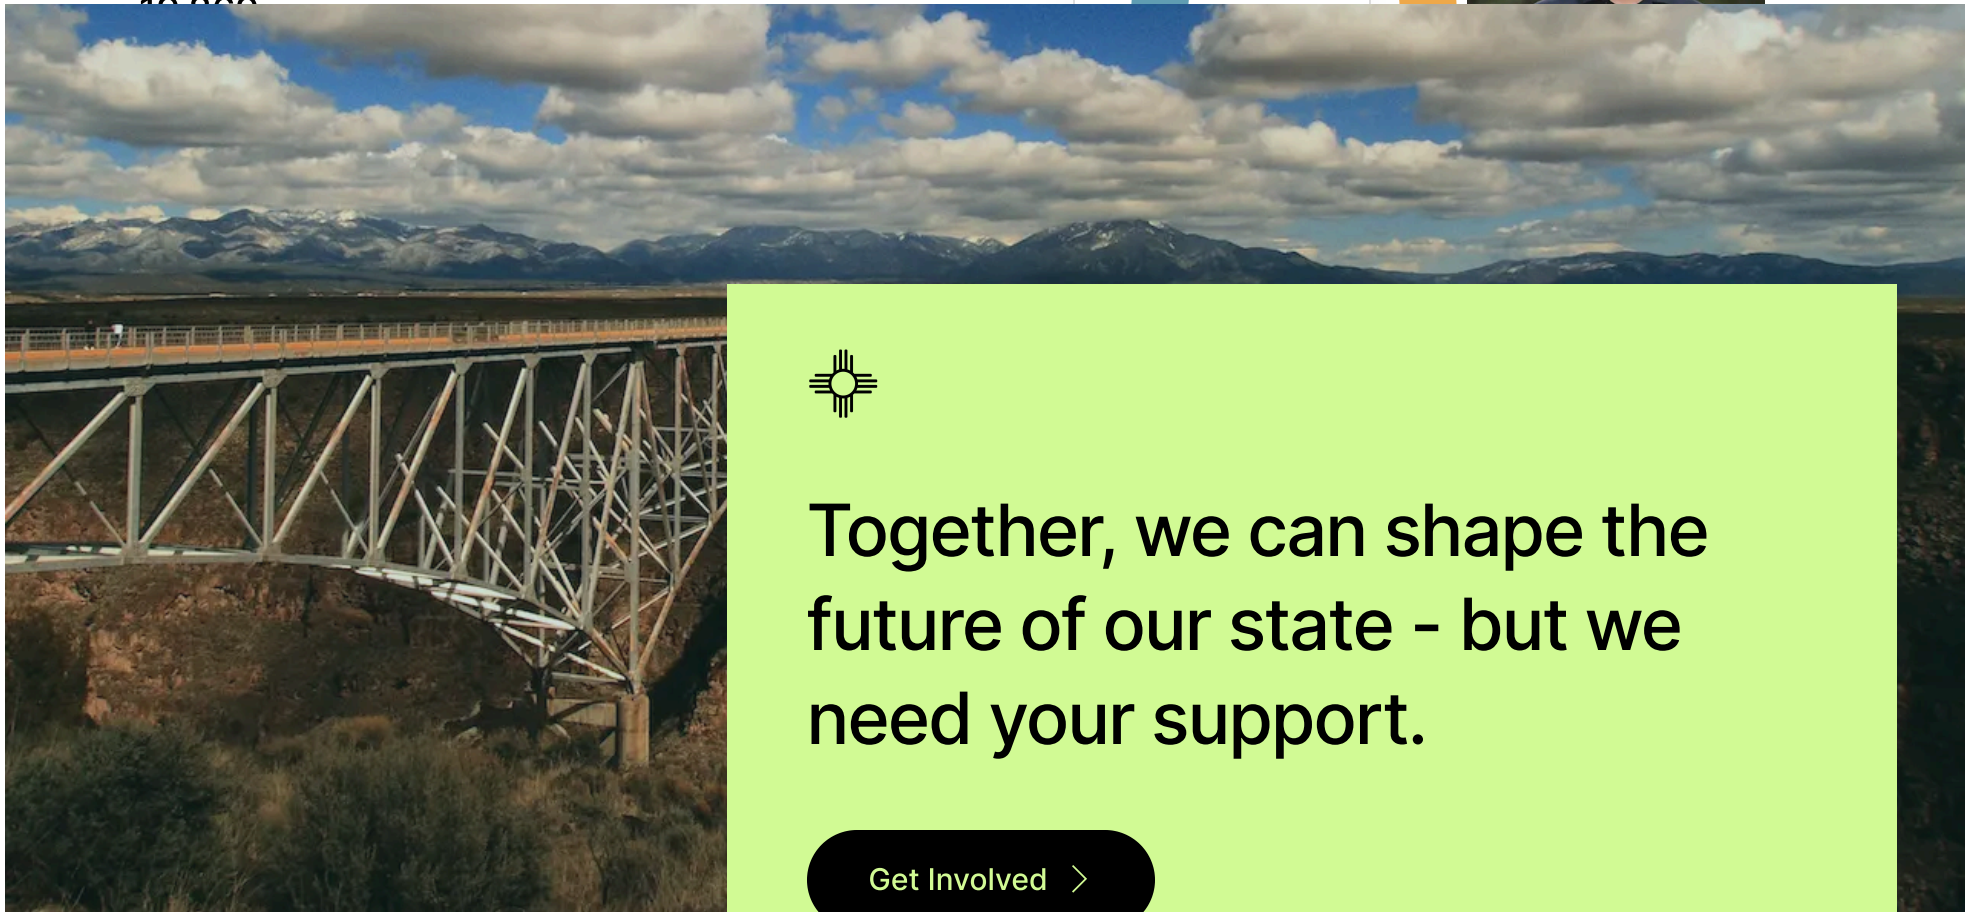 Together, we can shape the
future of our state - but we
need your support.
Get Involved